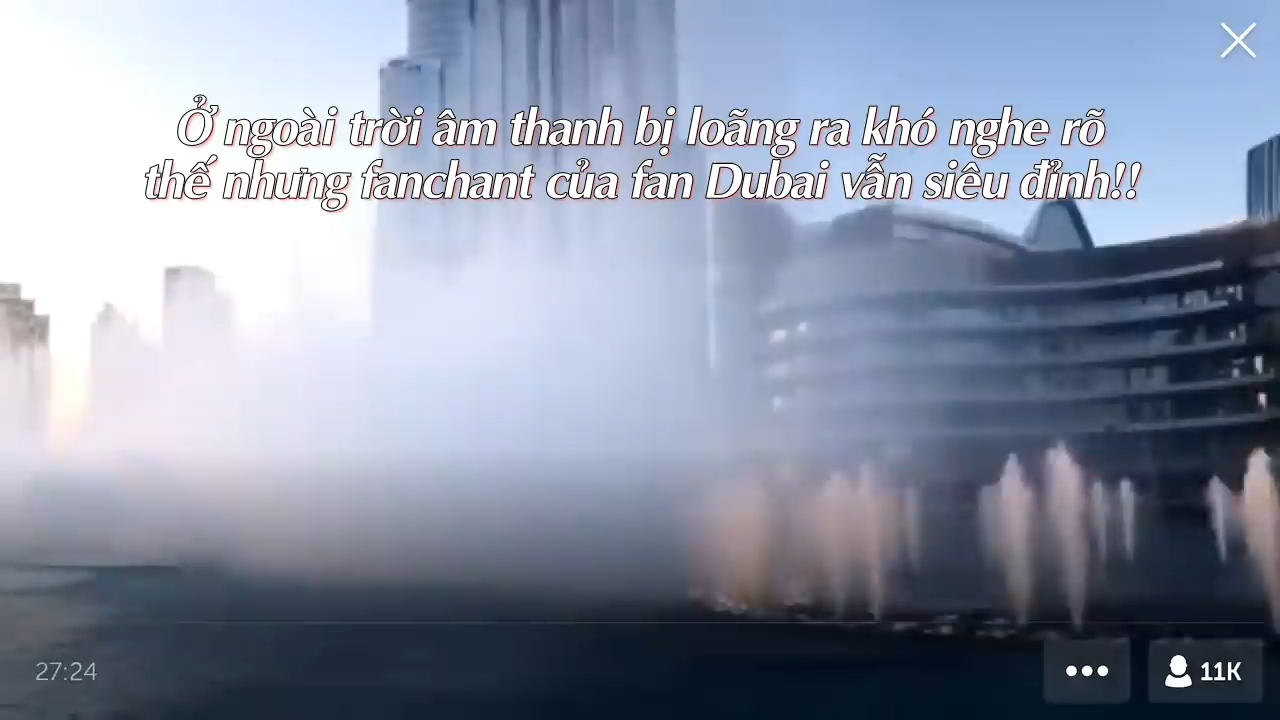 Ở ngoài trời âm thanh bị loãng ra khó nghe rõ
thế nhưng fanchant của fan Dubai vẫn siêu đỉnh!!
27:24
11K